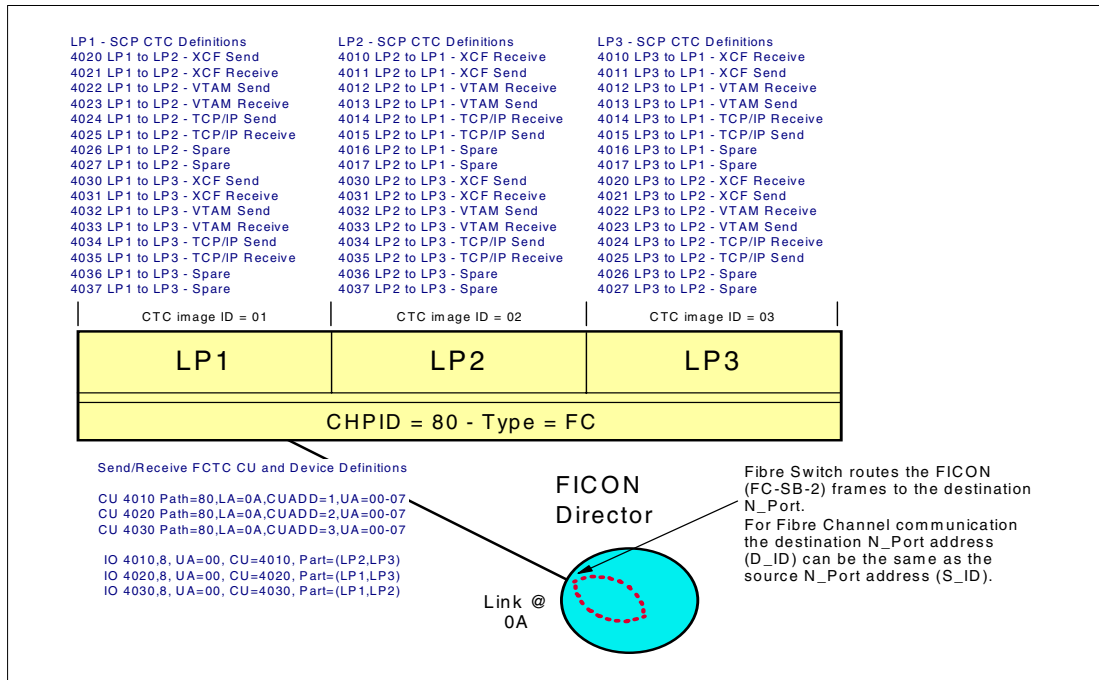 LP1 - SCP CTC Definitions
4020 LP1 to LP2 - XCF Send
4021 LP1 to LP2 - XCF Receive
4022 LP1 to LP2 - VTAM Send
4023 LP1 to LP2 - VTAM Receive
4024 LP1 to LP2 - TCP/IP Send
4025 LP1 to LP2 - TCP/IP Receive
4026 LP1 to LP2 - Spare
4027 LP1 to LP2 - Spare
4030 LP1 to LP3 - XCF Send
4031 LP1 to LP3 - XCF Receive
4032 LP1 to LP3 - VTAM Send
4033 LP1 to LP3 - VTAM Receive
4034 LP1 to LP3 - TCP/IP Send
4035 LP1 to LP3 - TCP/IP Receive
4036 LP1 to LP3 - Spare
4037 LP1 to LP3 - Spare
LP2 - SCP CTC Definitions
4010 LP2 to LP1 - XCF Receive
4011 LP2 to LP1 - XCF Send
4012 LP2 to LP1 - VTAM Receive
4013 LP2 to LP1 - VTAM Send
4014 LP2 to LP1 - TCP/IP Receive
4015 LP2 to LP1 - TCP/IP Send
4016 LP2 to LP1 - Spare
4017 LP2 to LP1 - Spare
4030 LP2 to LP3 - XCF Send
4031 LP2 to LP3 - XCF Receive
4032 LP2 to LP3 - VTAM Send
4033 LP2 to LP3 - VTAM Receive
4034 LP2 to LP3 - TCP/IP Send
4035 LP2 to LP3 - TCP/IP Receive
4036 LP2 to LP3 - Spare
4037 LP2 to LP3 - Spare
LP3 - SCP CTC Definitions
4010 LP3 to LP1 - XCF Receive
4011 LP3 to LP1 - XCF Send
4012 LP3 to LP1 - VTAM Receive
4013 LP3 to LP1 - VTAM Send
4014 LP3 to LP1 - TCP/IP Receive
4015 LP3 to LP1 - TCP/IP Send
4016 LP3 to LP1 - Spare
4017 LP3 to LP1 - Spare
4020 LP3 to LP2 - XCF Receive
4021 LP3 to LP2 - XCF Send
4022 LP3 to LP2 - VTAM Receive
4023 LP3 to LP2 - VTAM Send
4024 LP3 to LP2 - TCP/IP Receive
4025 LP3 to LP2 - TCP/IP Send
4026 LP3 to LP2 - Spare
4027 LP3 to LP2 - Spare
CTC image ID = 01
CTC image ID = 02
CTC image ID = 03
LP1
LP2
LP3
CHPID = 80 - Type = FC
Send/Receive FCTC CU and Device Definitions
CU 4010 Path=80,LA=0A,CUADD=1,UA=00-07
CU 4020 Path=80,LA=0A,CUADD=2,UA=00-07
CU 4030 Path=80,LA=0A,CUADD=3,UA=00-07
IO 4010,8, UA=00, CU=4010, Part=(LP2,LP3)
IO 4020,8, UA=00, CU=4020, Part=(LP1,LP3)
IO 4030,8, UA=00, CU=4030, Part=(LP1,LP2)
FICON
Director
Link @
0A
Fibre Switch routes the FICON
(FC-SB-2) frames to the destination
N_Port.
For Fibre Channel communication
the destination N_Port address
(D_ID) can be the same as the
source N_Port address (S_ID).